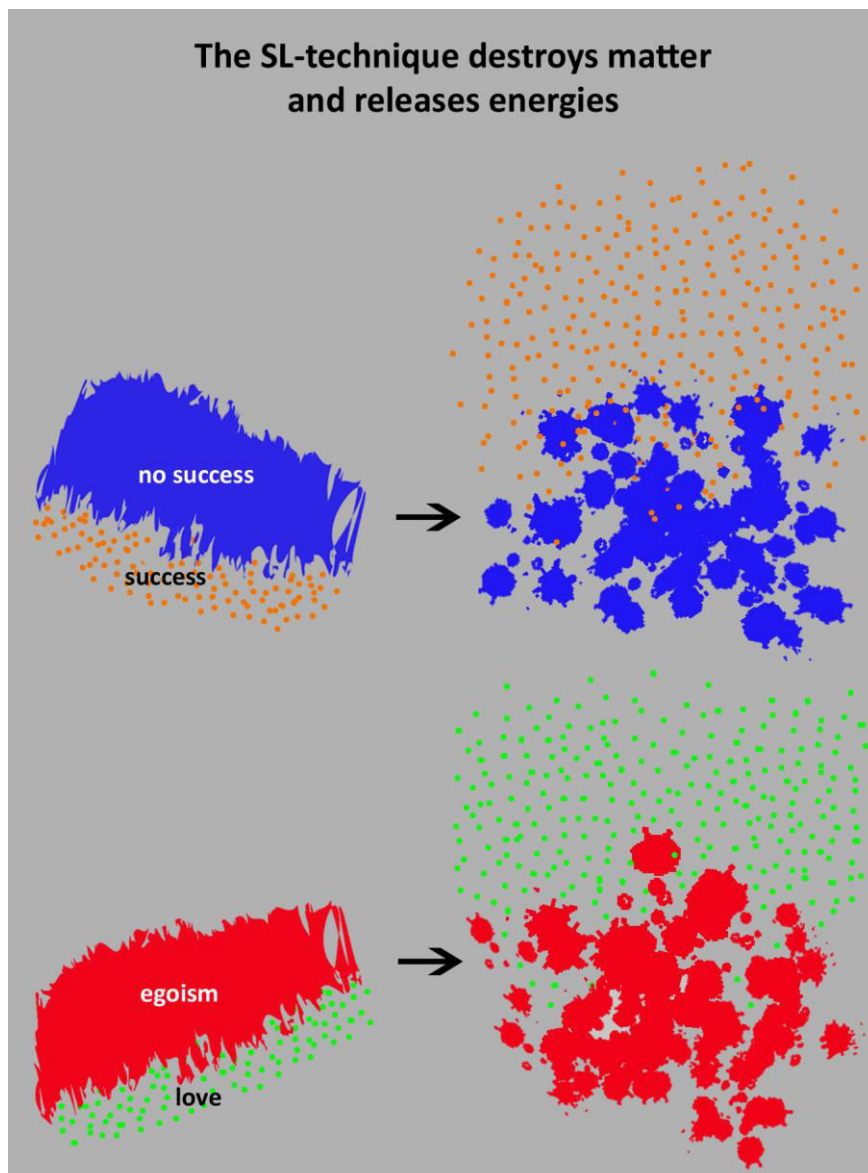 The SL-technique destroys matter
and releases energies
no success
success
egoism
love